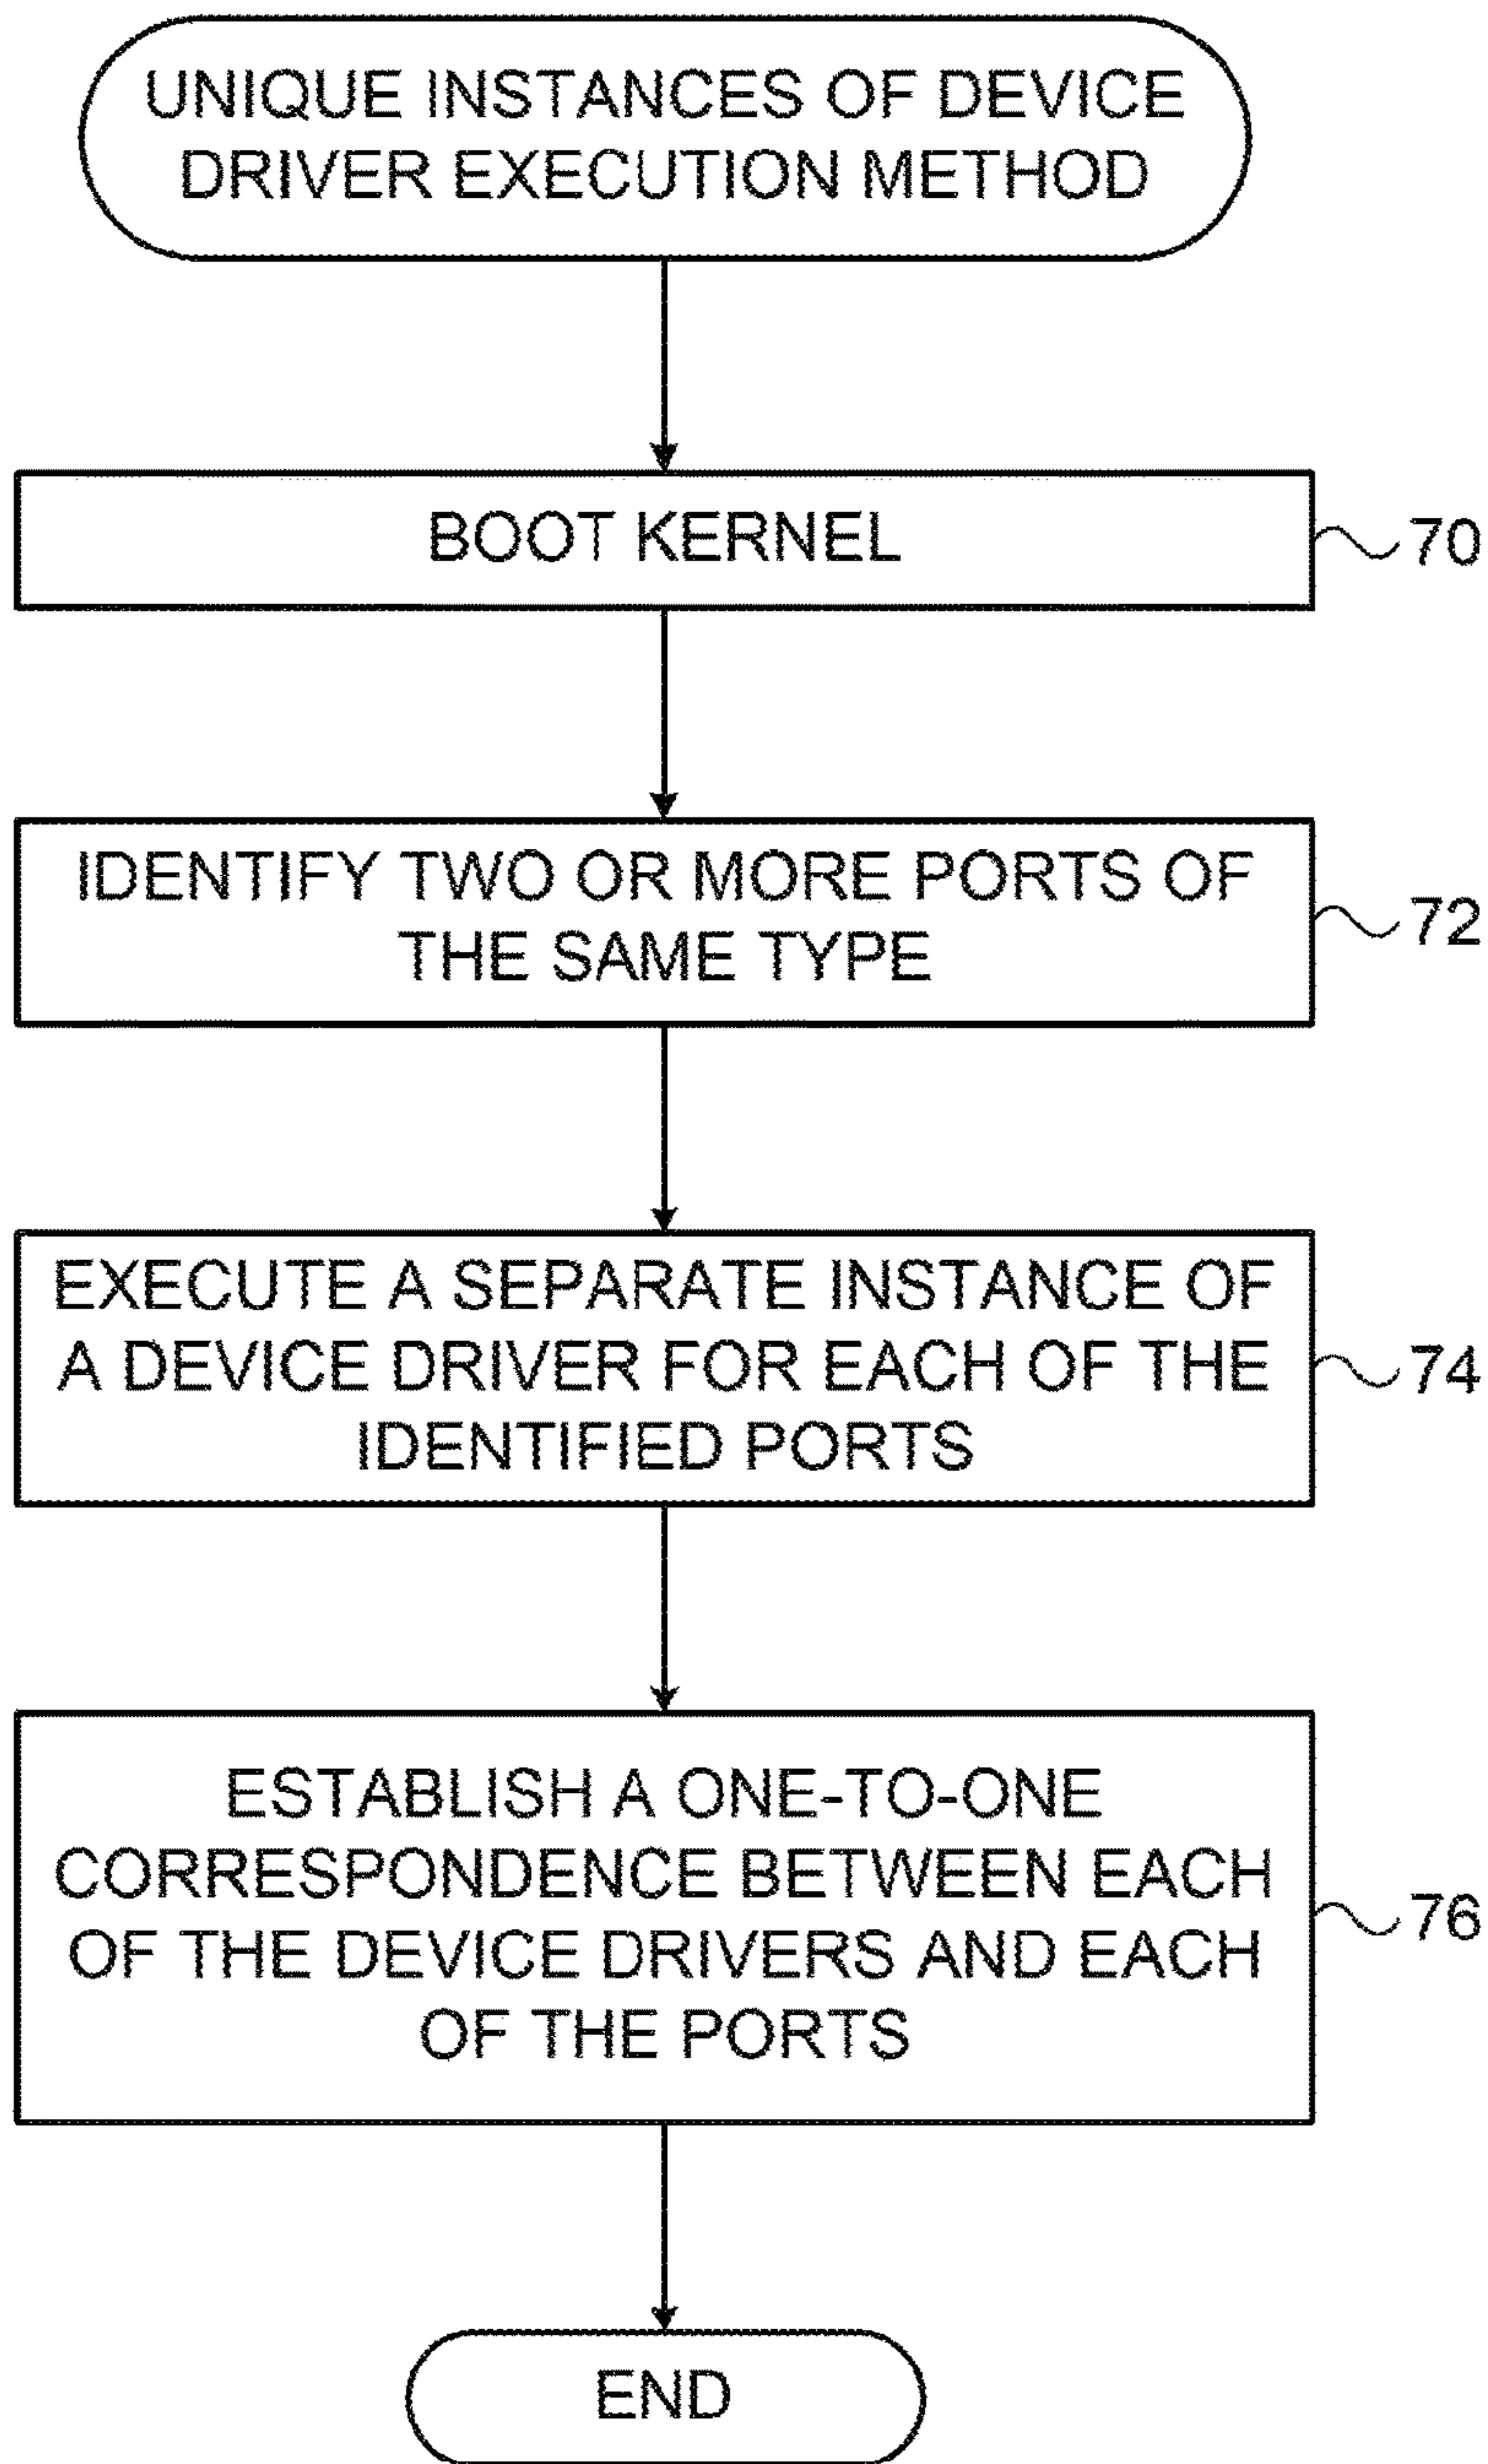 UNIQUE INSTANCES OF DEVICE
DRIVER EXECUTION METHOD
BOOT KERNEL
70
IDENTIFY TWO OR MORE PORTS OF
THE SAME TYPE
72
EXECUTE A SEPARATE INSTANCE OF
A DEVICE DRIVER FOR EACH OF THE
IDENTIFIED PORTS
74
ESTABLISH A ONE-TO-ONE
CORRESPONDENCE BETWEEN EACH
OF THE DEVICE DRIVERS AND EACH
OF THE PORTS
76
END